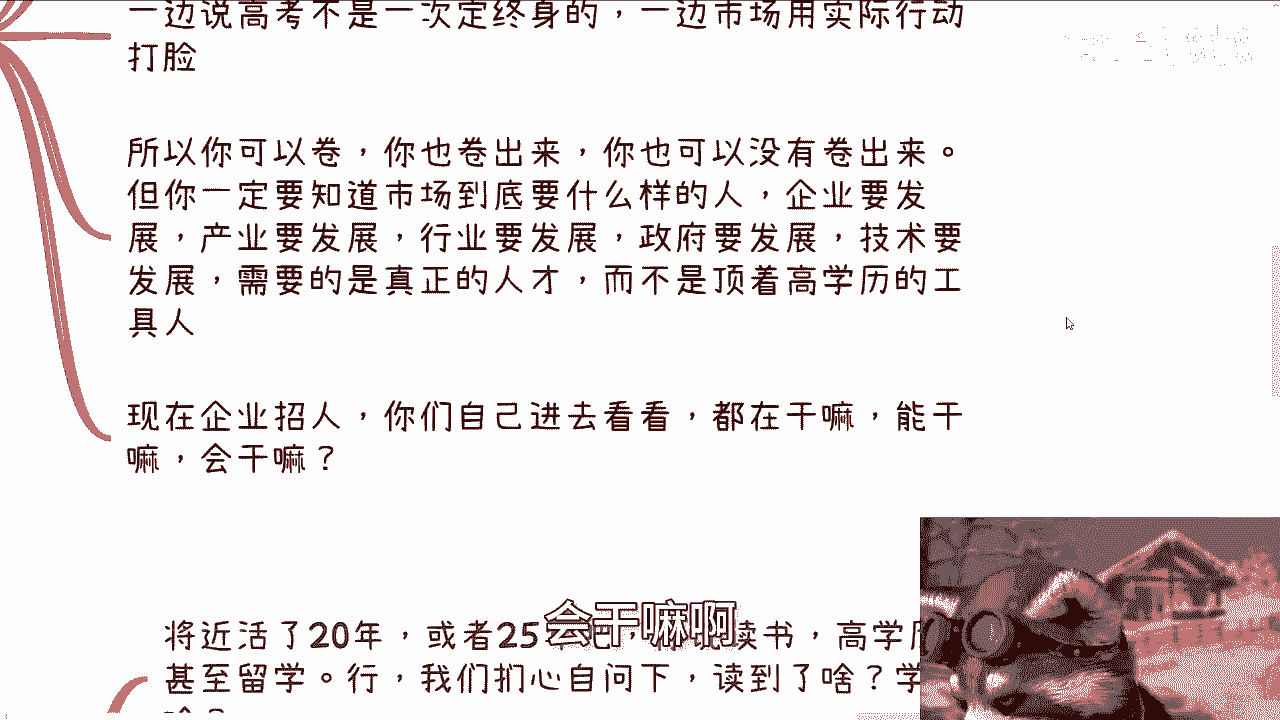 一边说高考不是一次定终身的，一边市场用实际行动
打脸
所以你可以卷，你也卷出来，你也可以没有卷出来。
但你一定要知道市场到底要什么样的人，企业要发
展，产业要发展，行业要发展，政府要发展，技术要
发展，需要的是真正的人才，而不是顶着高学历的工
具人
现在企业招人，你们自己进去看看，都在干嘛，能干
嘛，会干嘛？
将近活了20年，或者25 读书，高学
会干嘛啊
甚至留学。行，我们扪心自问下，读到了啥？学